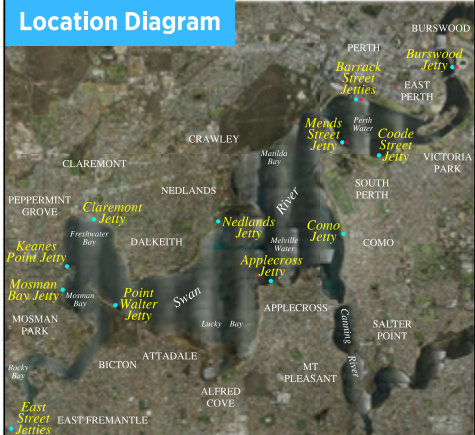 Location Diagram
BURSWOOD
PERTH
Burswood
Jetty
Barrack
Street
Jetties
EAST
PERTH
Mends
Street
Jetty
Perth
Water
Coode
Street
Jetty
CRAWLEY
Matilda
Bay
VICTORIA
PARK
CLAREMONT
NEDLANDS
SOUTH
PERTH
PEPPERMINT
GROVE
Claremont
Jetty
River
Nedlands
Jetty
Como
Jetty
Freshwater
Bay
DALKEITH
Melville
Water
COMO
Keanes
Point Jetty
Applecross
Jetty
Mosman
Bay Jetty
Mosman
Bay
Point
Walter
Jetty
Swan
APPLECROSS
Canning
River
MOSMAN
PARK
Lucky Bay
SALTER
POINT
ATTADALE
BICTON
Rocky
Bay
MT
PLEASANT
ALFRED
COVE
East
Street
Jetties
EAST FREMANTLE